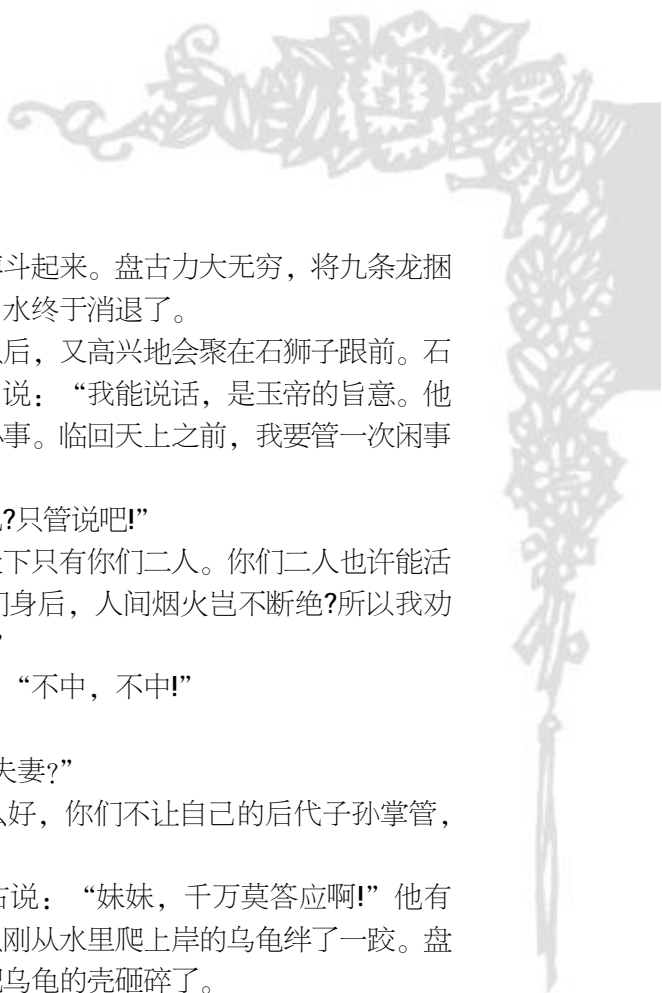 斗起来。盘古力大无穷，将九条龙捆
水终于消退了。
后，又高兴地会聚在石狮子跟前。石
说：“我能说话，是玉帝的旨意。他
事。临回天上之前，我要管一次闲事
?只管说吧!”
下只有你们二人。你们二人也许能活
们身后，人间烟火岂不断绝?所以我劝
”
“不中，不中!”
夫妻?”
么好，你们不让自己的后代子孙掌管，
古说：“妹妹，千万莫答应啊!”他有
刚从水里爬上岸的乌龟绊了一跤。盘
把乌龟的壳砸碎了。